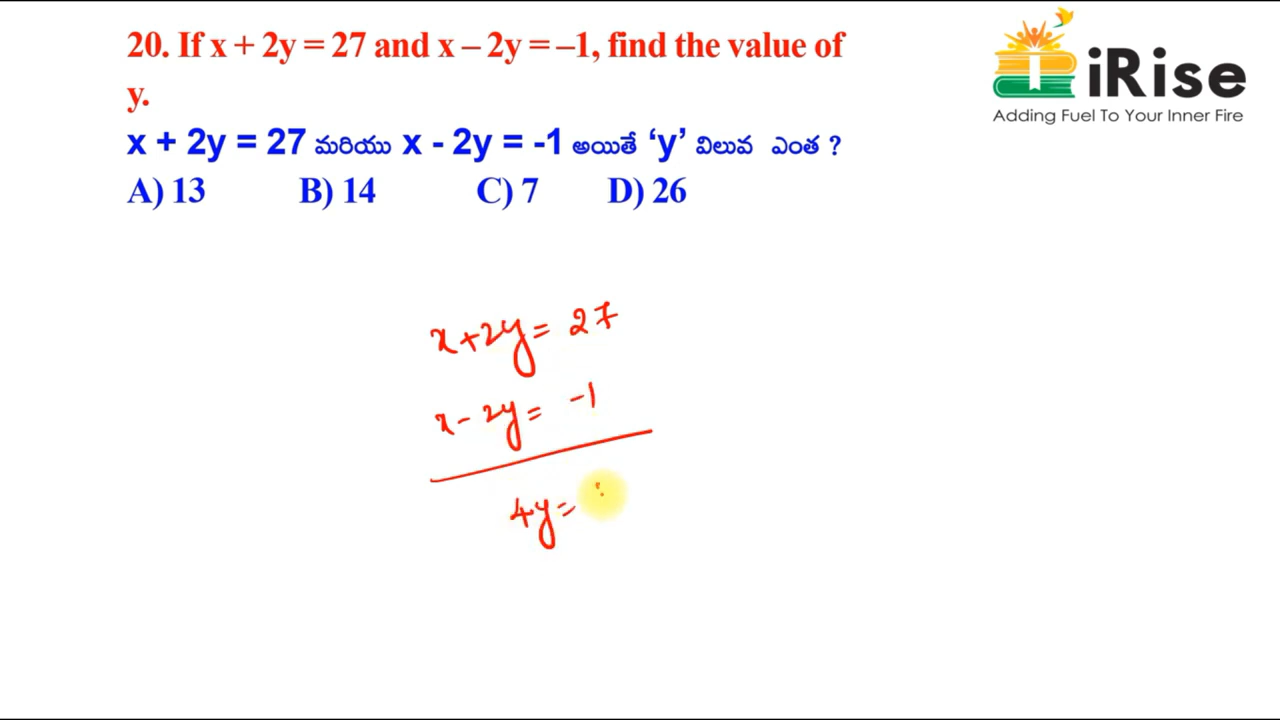 20. If x + 2y = 27 and x – 2y = –1, find the value of
y.
x + 2y = 27 మరియు x - 2y = -1 అయితే ‘y’ విలువ ఎంత ?
A) 13 B) 14 C) 7 D) 26
iRise
Adding Fuel To Your Inner Fire
x+2y = 27
x- 2y = -1
4y =